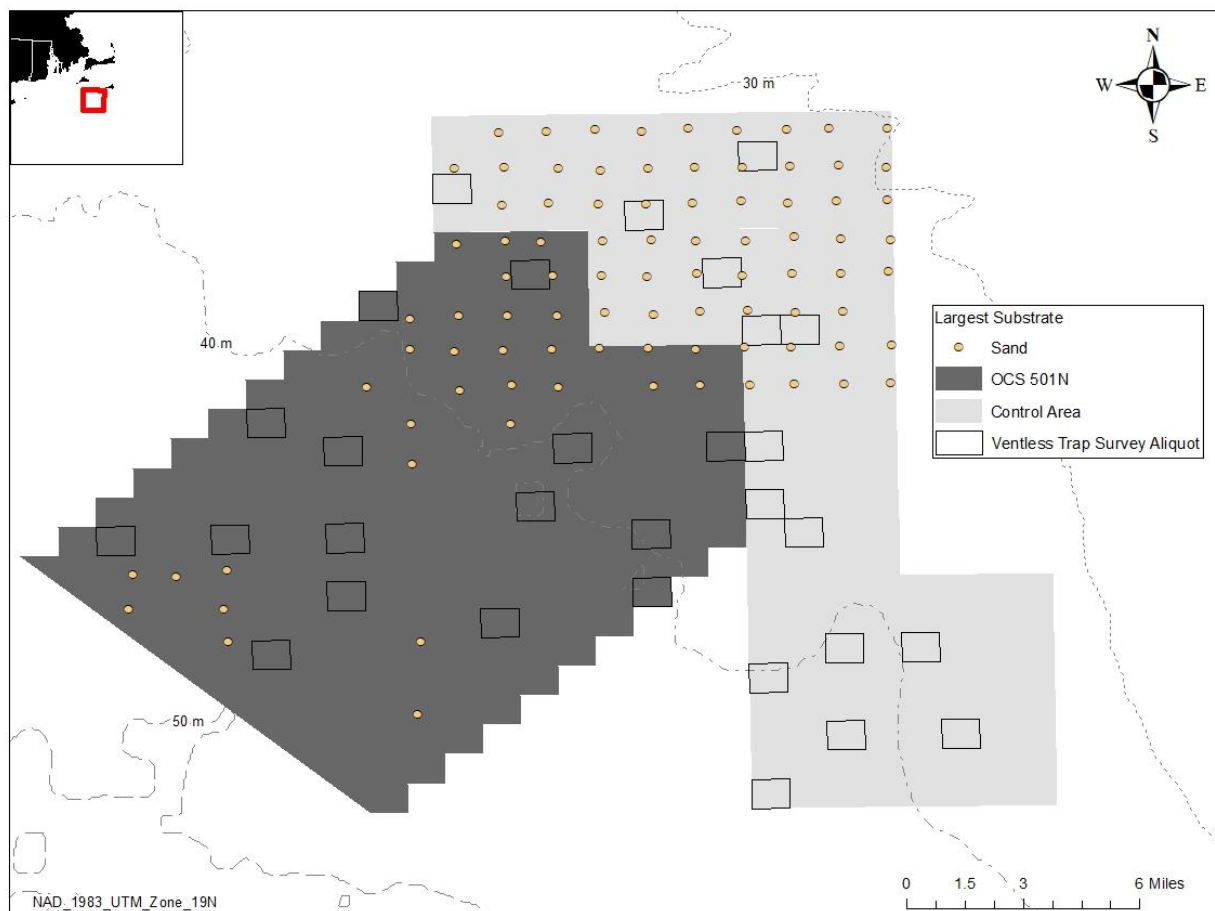 N
30 m
W
E
S
Largest Substrate
Sand
40 m
OCS 501N
Control Area
Ventless Trap Survey Aliquot
50 m
0 1.5 3 6 Miles
NAD_1983_UTM_Zone_19N